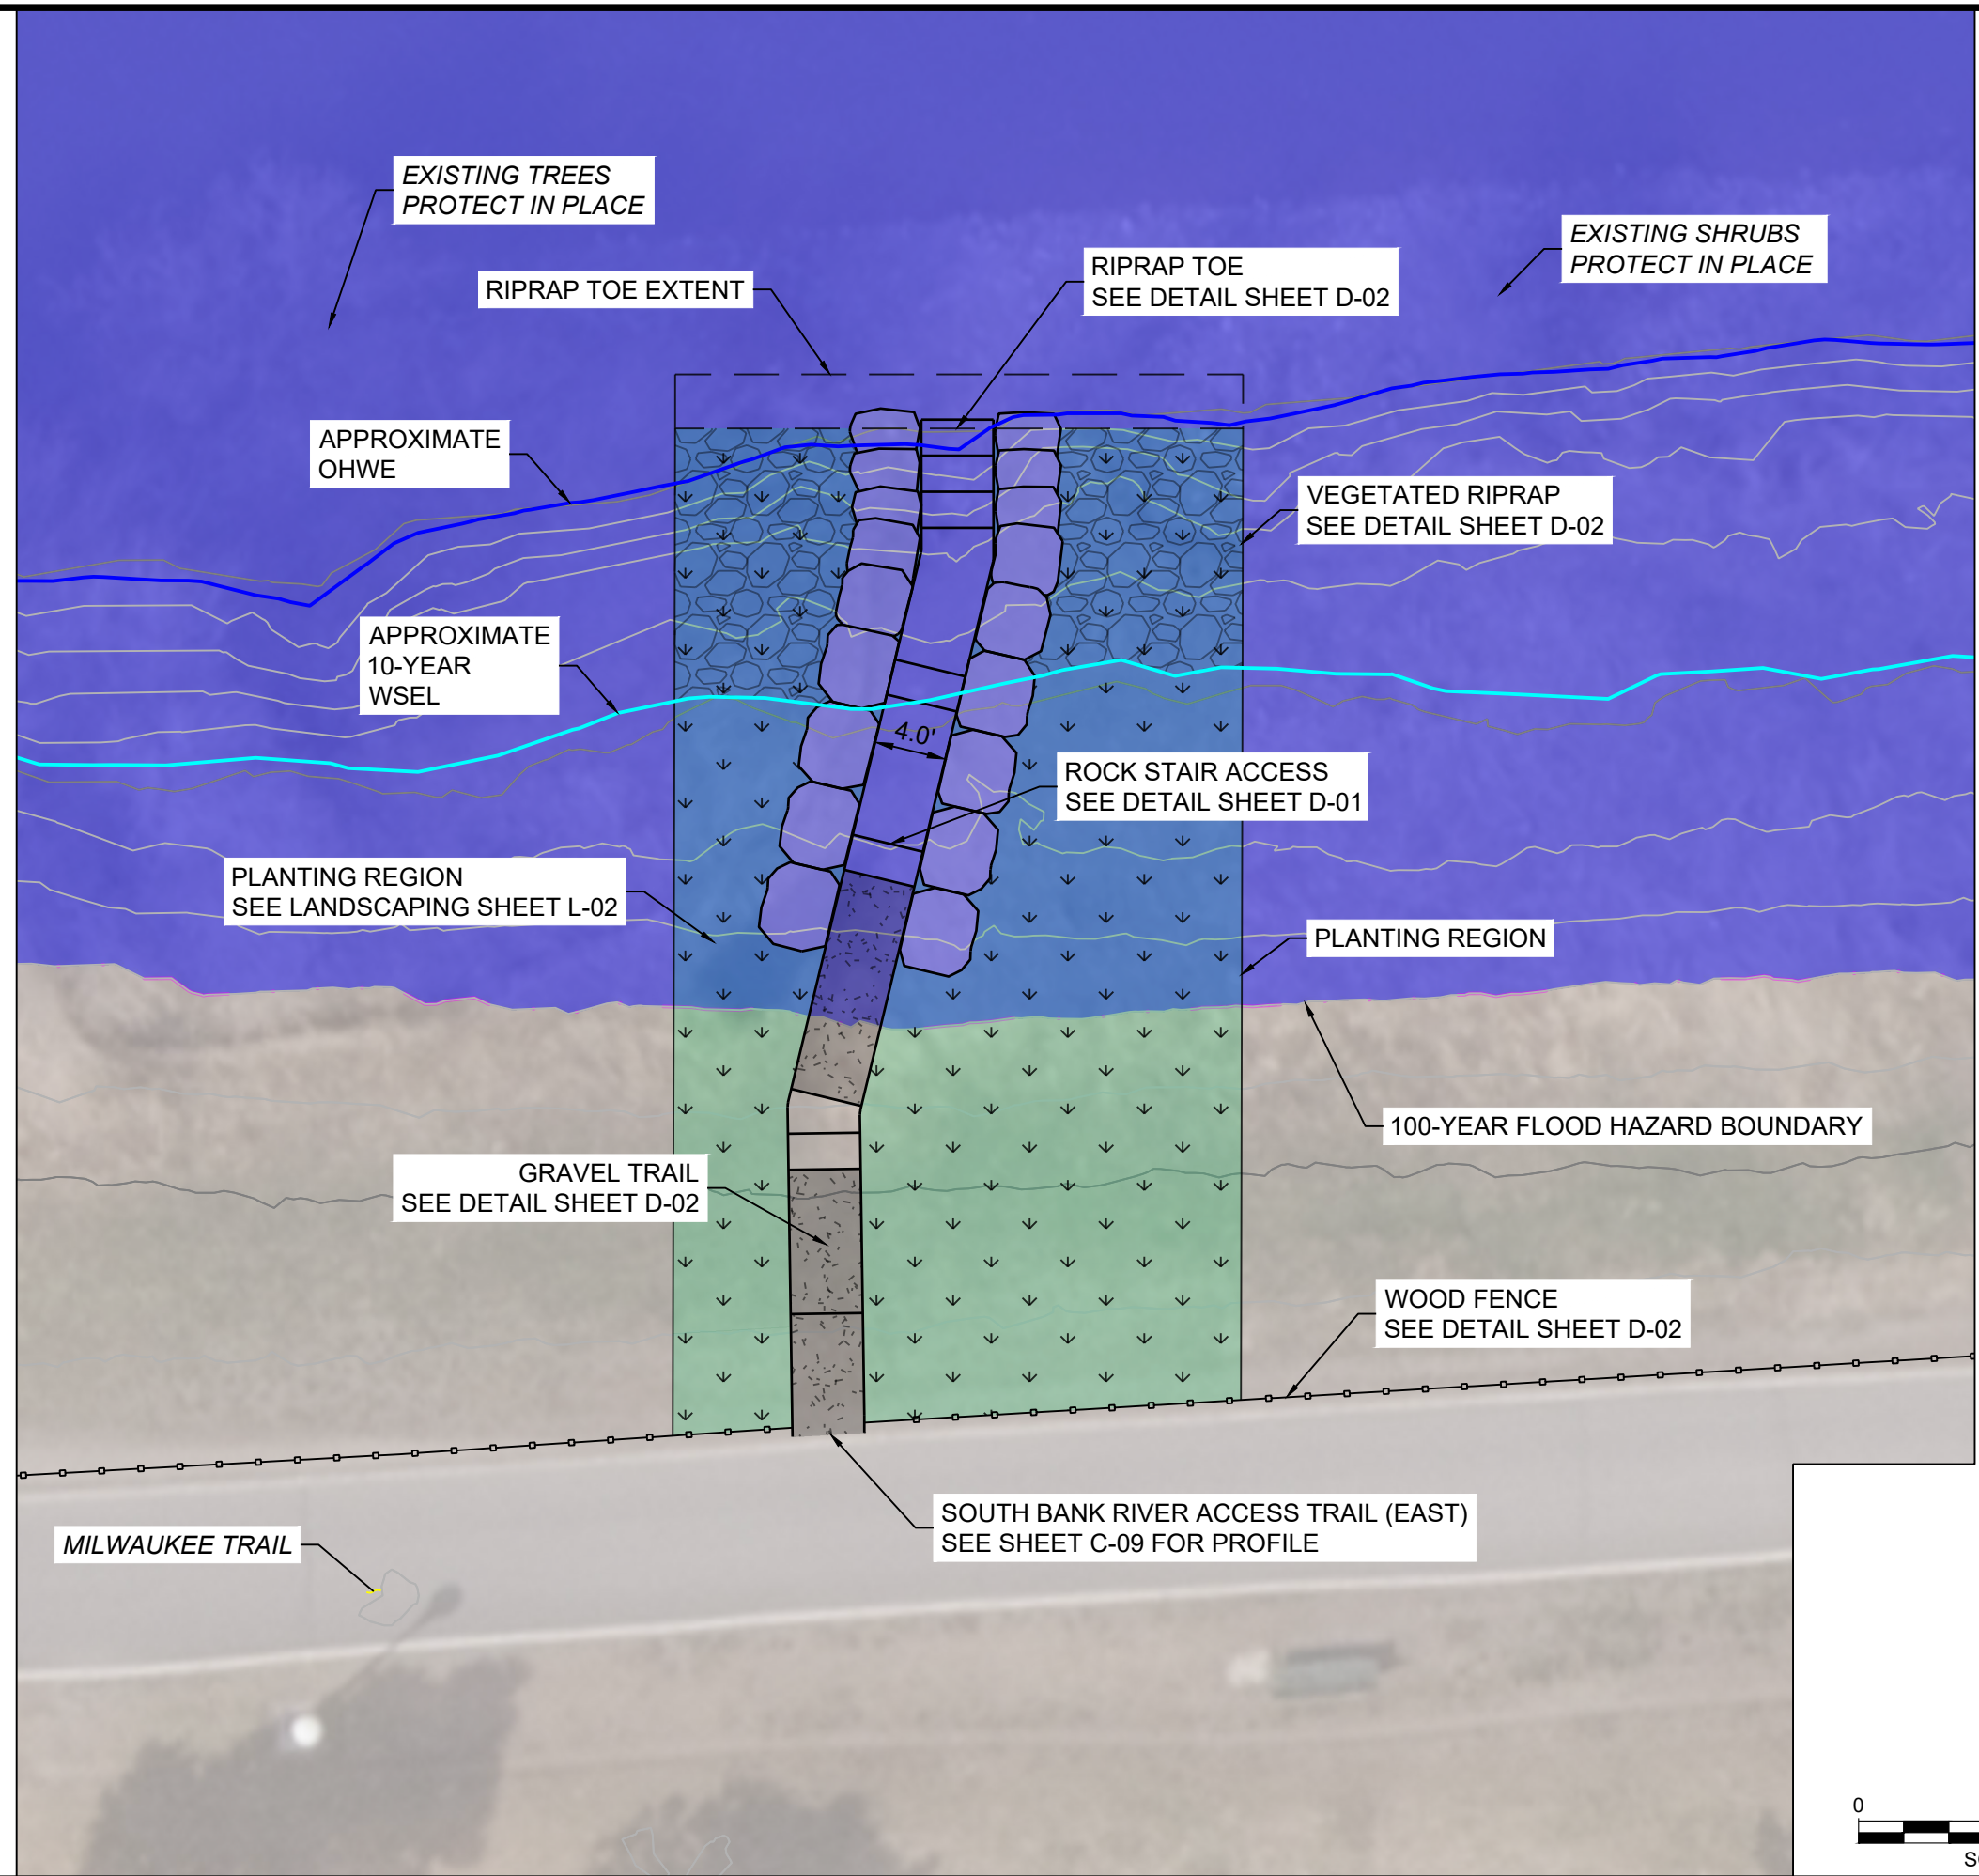 EXISTING TREES
PROTECT IN PLACE
EXISTING SHRUBS
PROTECT IN PLACE
RIPRAP TOE
SEE DETAIL SHEET D-02
RIPRAP TOE EXTENT
APPROXIMATE
OHWE
VEGETATED RIPRAP
SEE DETAIL SHEET D-02
APPROXIMATE
10-YEAR
WSEL
4.0'
ROCK STAIR ACCESS
SEE DETAIL SHEET D-01
PLANTING REGION
SEE LANDSCAPING SHEET L-02
PLANTING REGION
100-YEAR FLOOD HAZARD BOUNDARY
GRAVEL TRAIL
SEE DETAIL SHEET D-02
WOOD FENCE
SEE DETAIL SHEET D-02
SOUTH BANK RIVER ACCESS TRAIL (EAST)
SEE SHEET C-09 FOR PROFILE
MILWAUKEE TRAIL
0